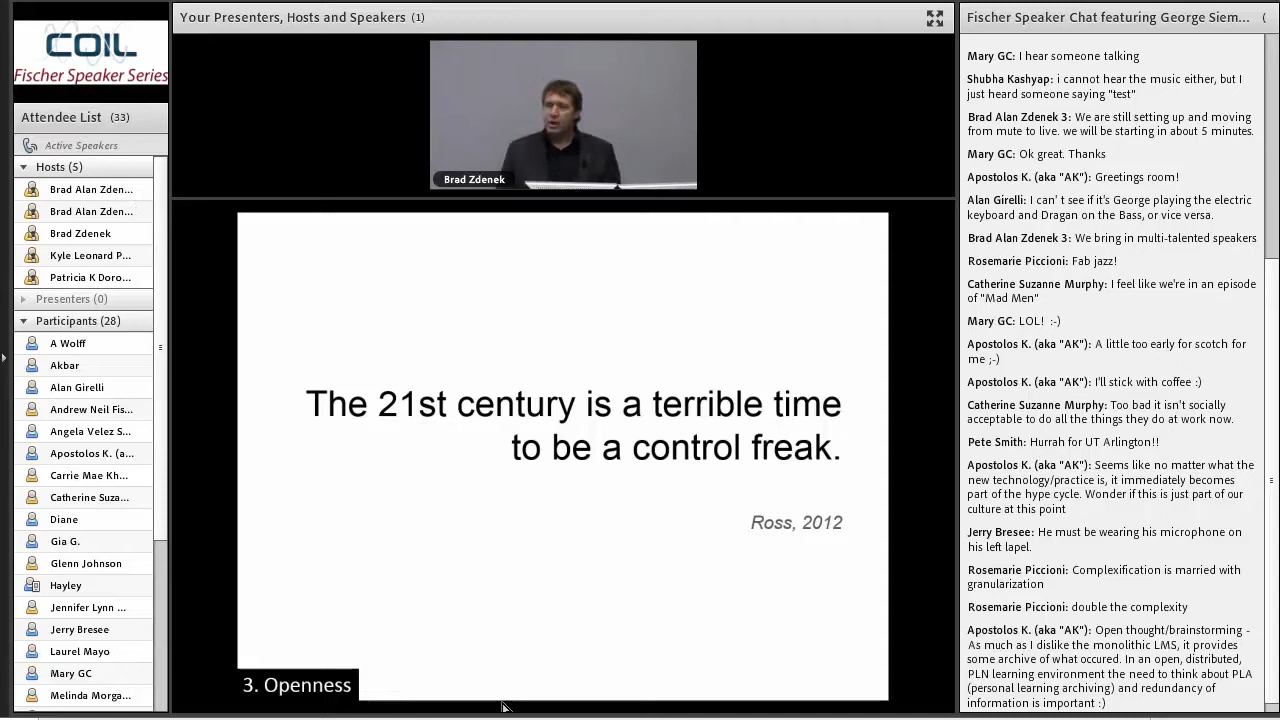 COIL
Fischer Speaker Series
Attendee List (33)
Active Speakers
Hosts (5)
Brad Alan Zden...
Brad Alan Zden...
Brad Zdenek
Kyle Leonard P...
Patricia K Doro...
Presenters (0)
Participants (28)
A Wolff
Akbar
Alan Girelli
Andrew Neil Fis...
Angela Velez S...
Apostolos K. (a...
Carrie Mae Kh...
Catherine Suza...
Diane
Gia G.
Glenn Johnson
Hayley
Jennifer Lynn ...
Jerry Bresee
Laurel Mayo
Mary GC
Melinda Morga...
Your Presenters, Hosts and Speakers (1)
Brad Zdenek
The 21st century is a terrible time
to be a control freak.
Ross, 2012
3. Openness
Fischer Speaker Chat featuring George Siem... (
Mary GC: I hear someone talking
Shubha Kashyap: i cannot hear the music either, but I
just heard someone saying "test"
Brad Alan Zdenek 3: We are still setting up and moving
from mute to live. we will be starting in about 5 minutes.
Mary GC: Ok great. Thanks
Apostolos K. (aka "AK"): Greetings room!
Alan Girelli: I can' t see if it's George playing the electric
keyboard and Dragan on the Bass, or vice versa.
Brad Alan Zdenek 3: We bring in multi-talented speakers
Rosemarie Piccioni: Fab jazz!
Catherine Suzanne Murphy: I feel like we're in an episode
of "Mad Men"
Mary GC: LOL! :-)
Apostolos K. (aka "AK"): A little too early for scotch for
me ;-)
Apostolos K. (aka "AK"): I'll stick with coffee :)
Catherine Suzanne Murphy: Too bad it isn't socially
acceptable to do all the things they do at work now.
Pete Smith: Hurrah for UT Arlington!!
Apostolos K. (aka "AK"): Seems like no matter what the
new technology/practice is, it immediately becomes
part of the hype cycle. Wonder if this is just part of our
culture at this point
Jerry Bresee: He must be wearing his microphone on
his left lapel.
Rosemarie Piccioni: Complexification is married with
granularization
Rosemarie Piccioni: double the complexity
Apostolos K. (aka "AK"): Open thought/brainstorming -
As much as I dislike the monolithic LMS, it provides
some archive of what occured. In an open, distributed,
PLN learning environment the need to think about PLA
(personal learning archiving) and redundancy of
information is important :)